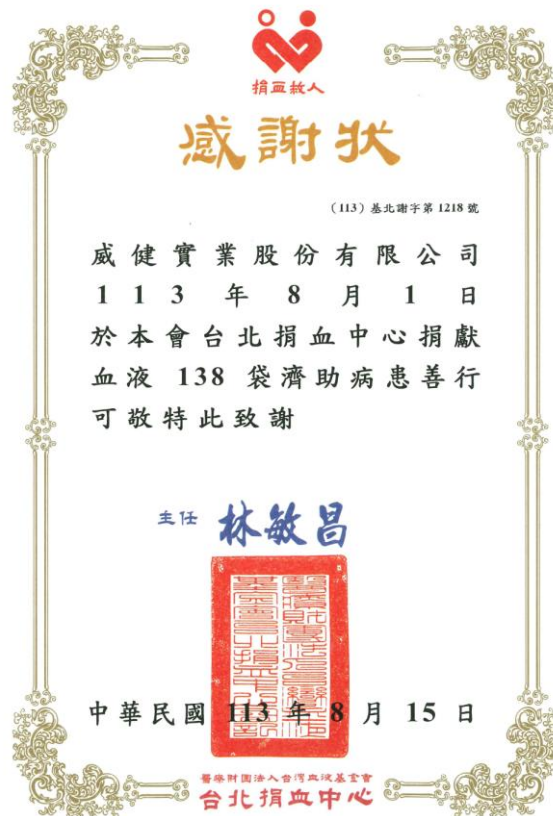 捐血救人
感謝狀
（113）基北謝字第 1218 號
威健實業股份有限公司
113 年 8 月 1 日
於本會台北捐血中心捐獻
血液 138 袋濟助病患善行
可敬特此致謝
主任 林敏昌
中華民國 113 年 8 月 15 日
醫療財團法人台灣血液基金會
台北捐血中心